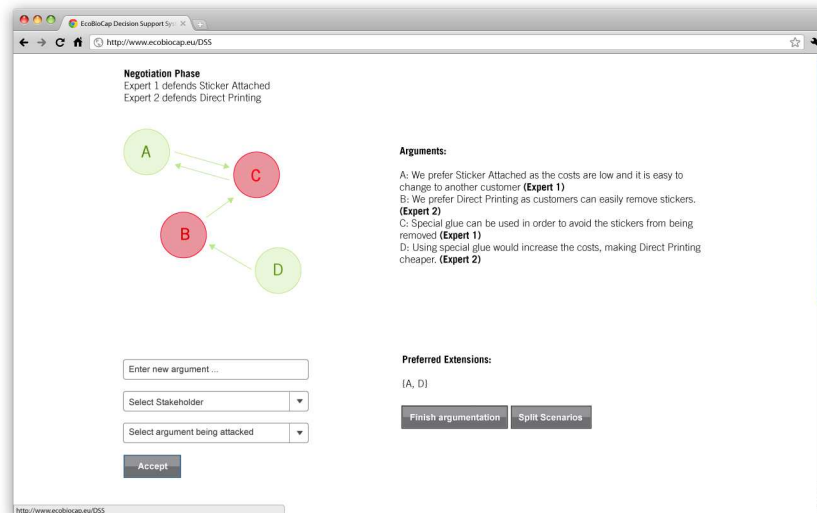 EcoBioCap Decision Support Sys
http://www.ecobiocap.eu/DSS
Negotiation Phase
Expert 1 defends Sticker Attached
Expert 2 defends Direct Printing
A
C
B
D
Arguments:
A: We prefer Sticker Attached as the costs are low and it is easy to
change to another customer (Expert 1)
B: We prefer Direct Printing as customers can easily remove stickers.
(Expert 2)
C: Special glue can be used in order to avoid the stickers from being
removed (Expert 1)
D: Using special glue would increase the costs, making Direct Printing
cheaper. (Expert 2)
Enter new argument ...
Select Stakeholder
Select argument being attacked
Accept
Preferred Extensions:
{A, D}
Finish argumentation
Split Scenarios
http://www.ecobiocap.eu/DSS